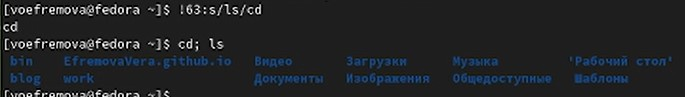 [voefremova@fedora ~]$ !63:s/ls/cd
cd
[voefremova@fedora ~]$ cd; ls
bin EfremovaVera.github.io Видео Загрузки Музыка 'Рабочий стол'
blog work Документы Изображения Общедоступные Шаблоны
[voefremova@fedora ~]$